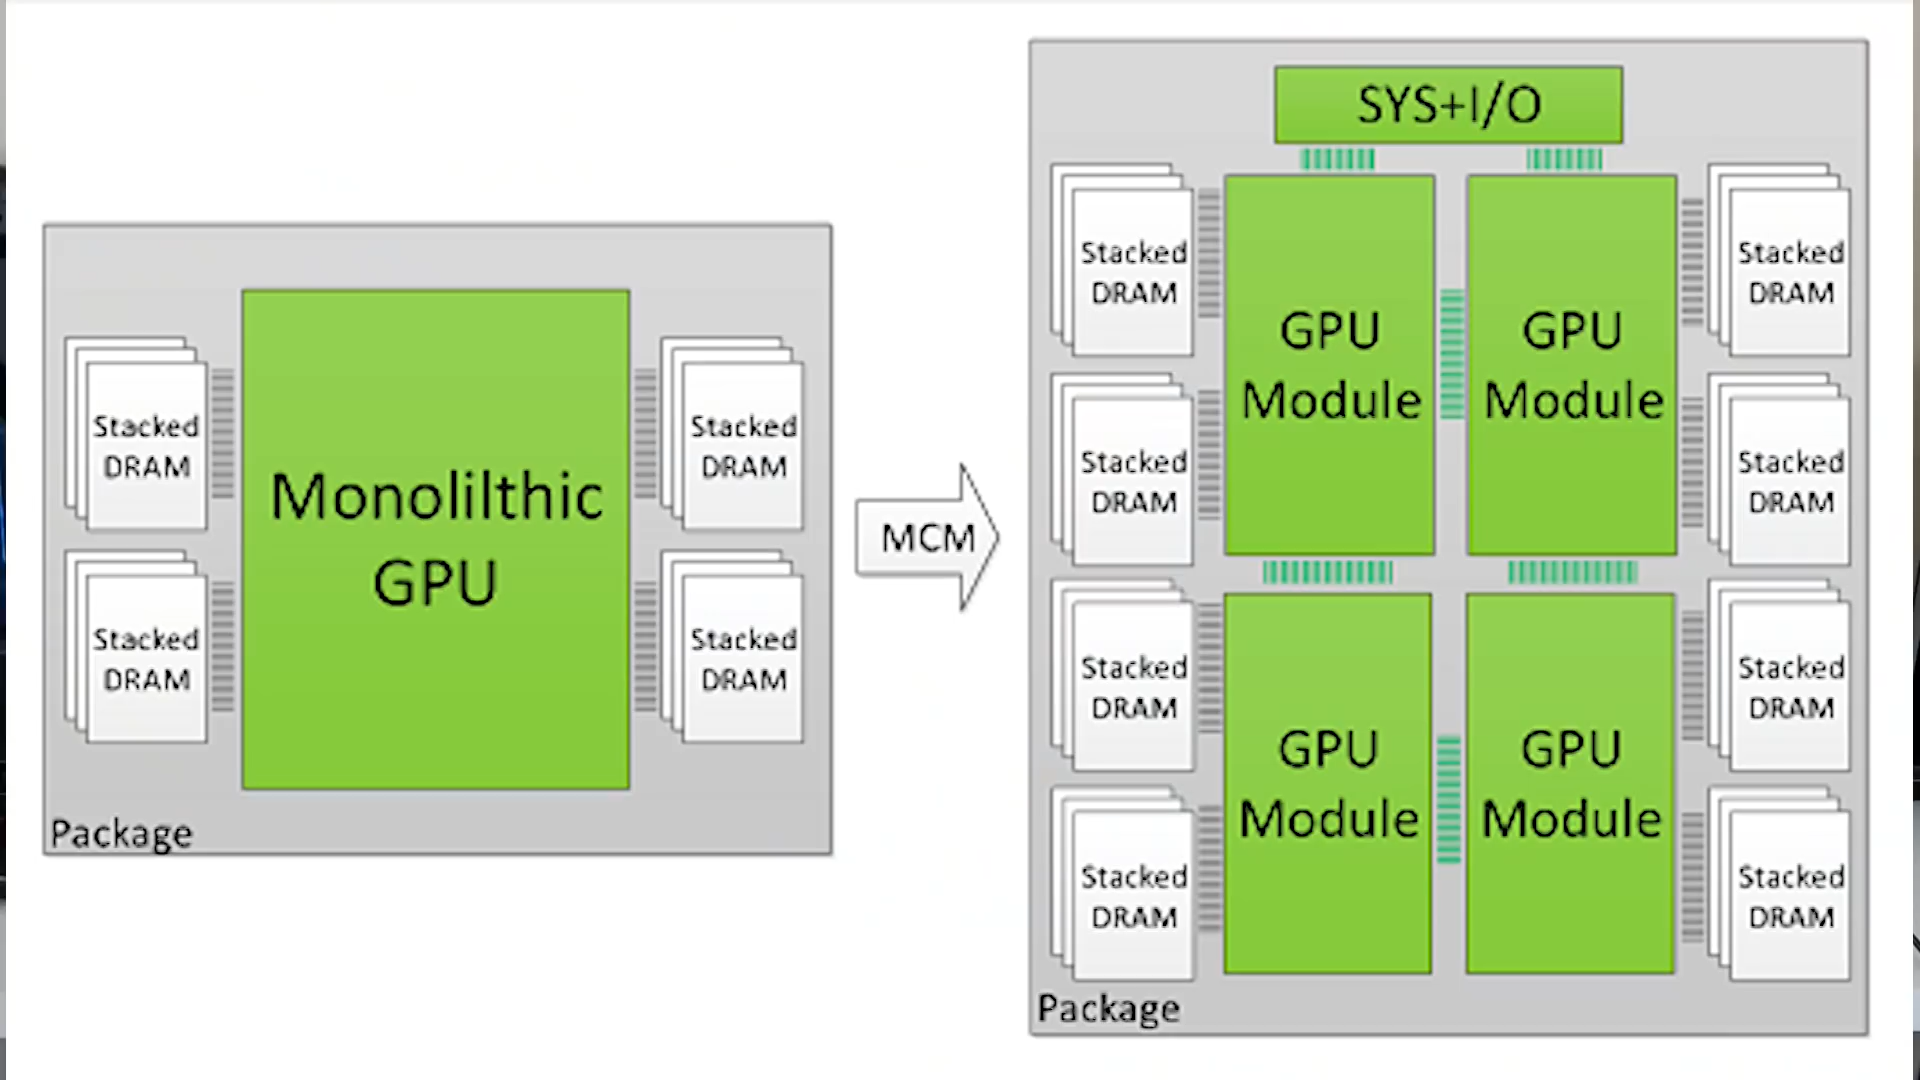 Stacked
DRAM
Stacked
DRAM
Monolilthic
GPU
Stacked
DRAM
Stacked
DRAM
Package
MCM
SYS+I/O
Stacked
DRAM
Stacked
DRAM
Stacked
DRAM
Stacked
DRAM
GPU
Module
GPU
Module
GPU
Module
GPU
Module
Stacked
DRAM
Stacked
DRAM
Stacked
DRAM
Stacked
DRAM
Package